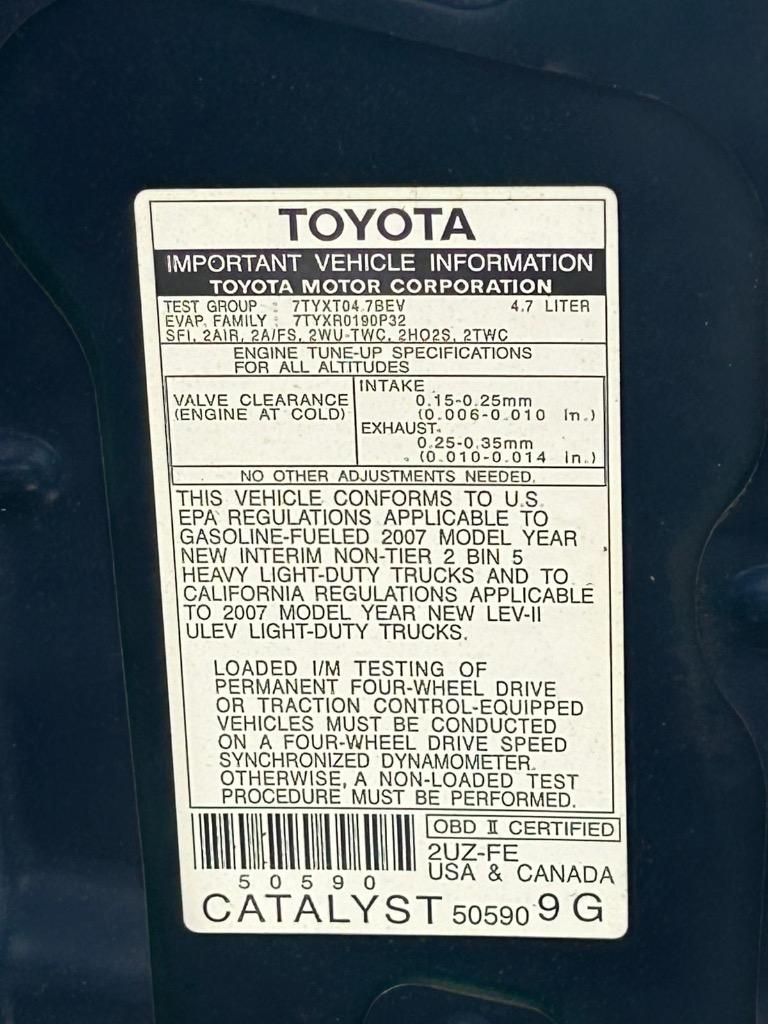 TOYOTA
IMPORTANT VEHICLE INFORMATION
TOYOTA MOTOR CORPORATION
TEST GROUP : 7TYXT04.7BEV 4.7 LITER
EVAP. FAMILY : 7TYXR0190P32
SFI, 2AIR, 2A/FS, 2WU-TWC, 2HO2S, 2TWC
ENGINE TUNE-UP SPECIFICATIONS
FOR ALL ALTITUDES
VALVE CLEARANCE
(ENGINE AT COLD)
INTAKE
0.15-0.25mm
(0.006-0.010 in.)
EXHAUST
0.25-0.35mm
(0.010-0.014 in.)
NO OTHER ADJUSTMENTS NEEDED.
THIS VEHICLE CONFORMS TO U.S.
EPA REGULATIONS APPLICABLE TO
GASOLINE-FUELED 2007 MODEL YEAR
NEW INTERIM NON-TIER 2 BIN 5
HEAVY LIGHT-DUTY TRUCKS AND TO
CALIFORNIA REGULATIONS APPLICABLE
TO 2007 MODEL YEAR NEW LEV-II
ULEV LIGHT-DUTY TRUCKS.
LOADED I/M TESTING OF
PERMANENT FOUR-WHEEL DRIVE
OR TRACTION CONTROL-EQUIPPED
VEHICLES MUST BE CONDUCTED
ON A FOUR-WHEEL DRIVE SPEED
SYNCHRONIZED DYNAMOMETER.
OTHERWISE, A NON-LOADED TEST
PROCEDURE MUST BE PERFORMED.
OBD II CERTIFIED
2UZ-FE
USA & CANADA
50590
CATALYST 50590 9G